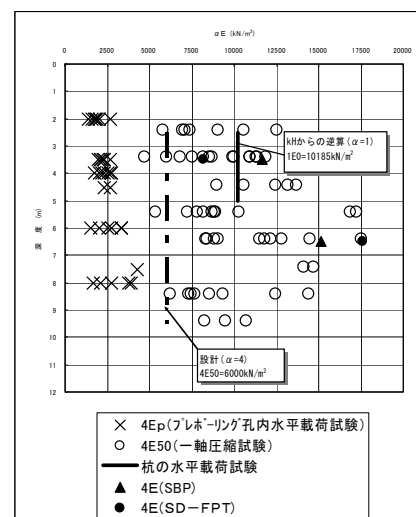 αE (kN/m²)
0 5000 10000 15000 20000
0
1
2
3
4
5
6
7
8
9
10
11
12
深 度 (m)
kHからの逆算(α=1)
1E0=10185kN/m²
設計(α=4)
4E50=6000kN/m²
4Ep(プレボーリング孔内水平載荷試験)
4E50(一軸圧縮試験)
杭の水平載荷試験
4E(SBP)
4E(SD－FPT)